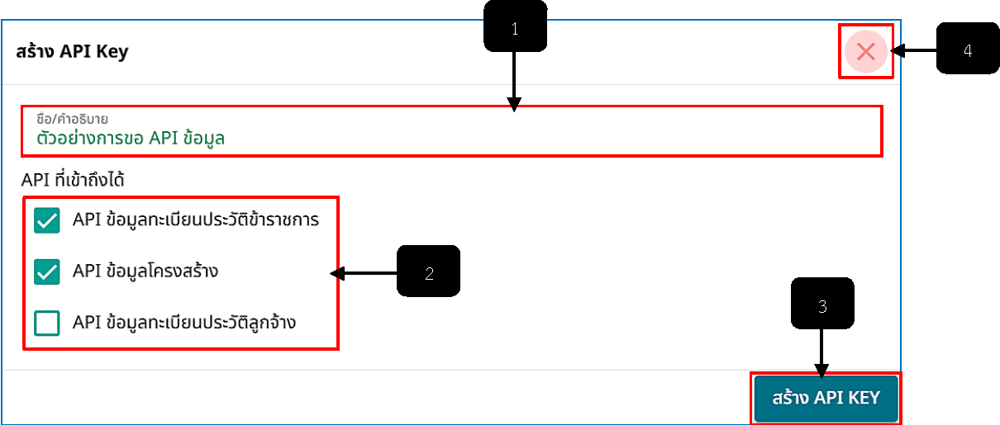 1
สร้าง API Key
4
ชื่อ/คำอธิบาย
ตัวอย่างการขอ API ข้อมูล
API ที่เข้าถึงได้
API ข้อมูลทะเบียนประวัติข้าราชการ
API ข้อมูลโครงสร้าง
2
API ข้อมูลทะเบียนประวัติลูกจ้าง
3
สร้าง API KEY